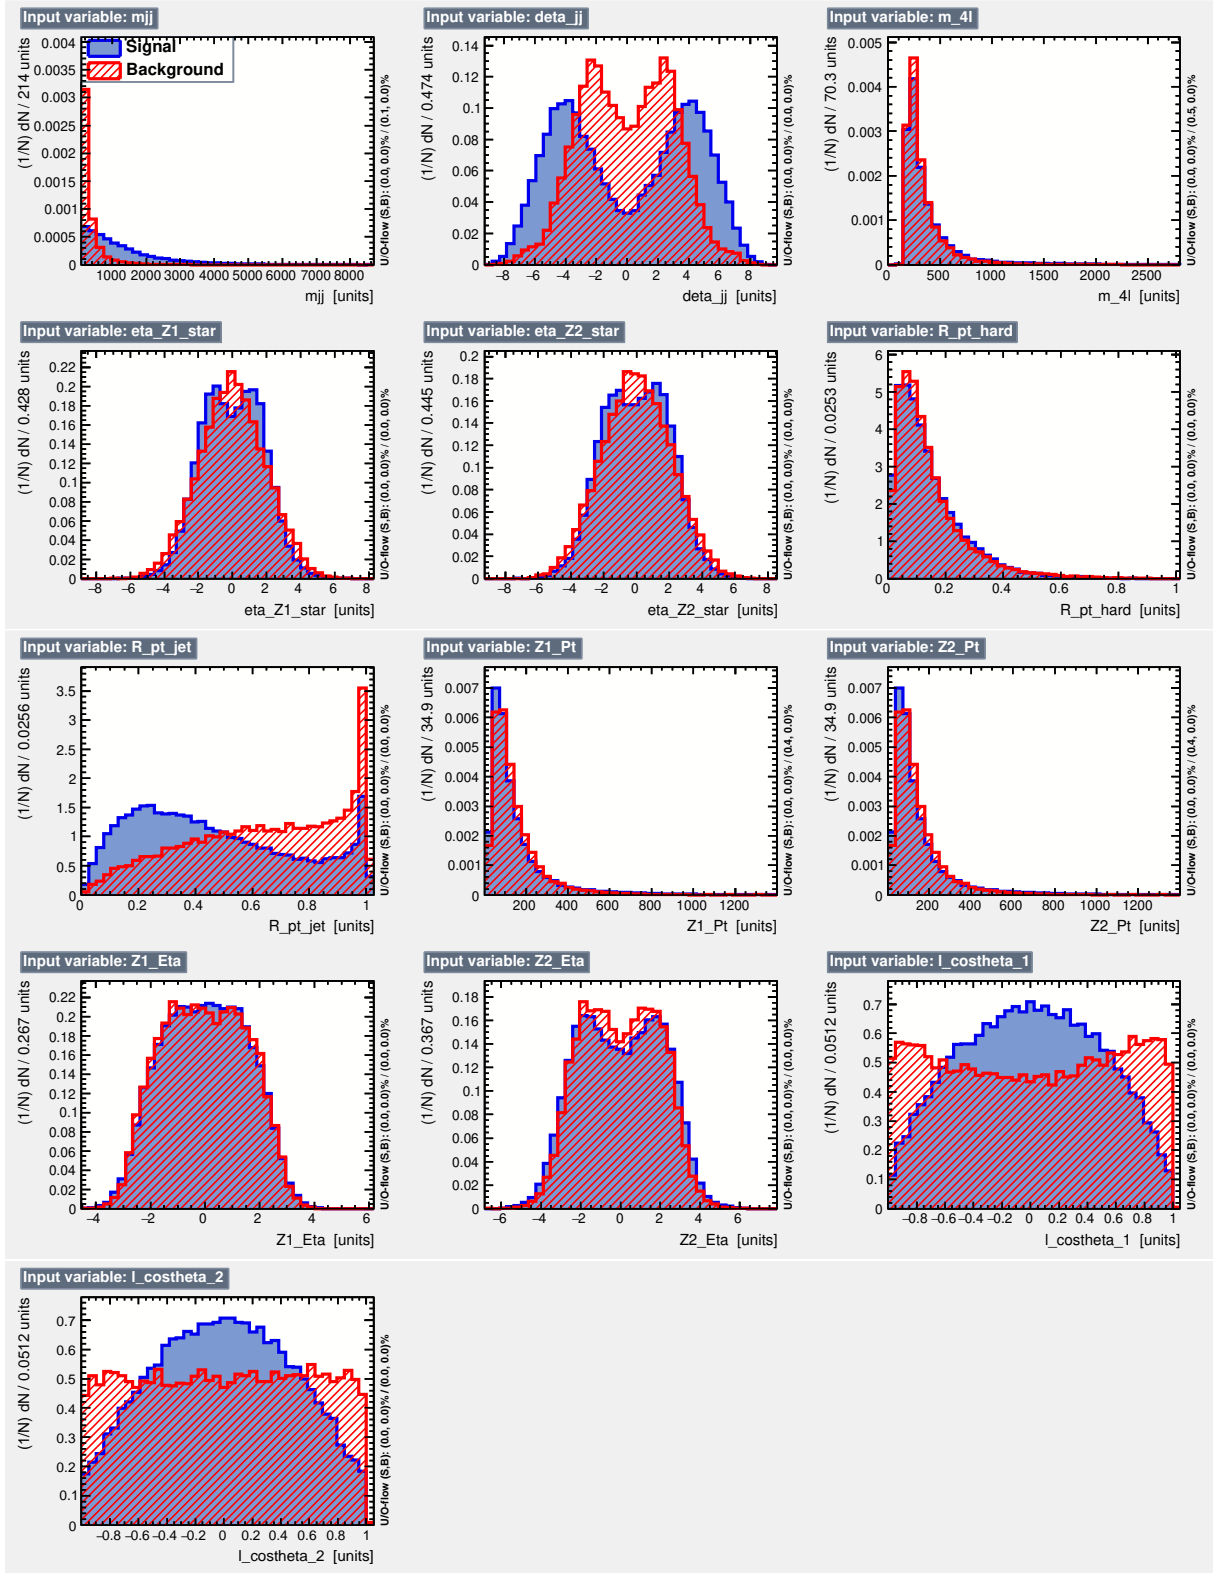 Input variable: mjj
(1/N) dN / 214 units
0.004
0.0035
0.003
0.0025
0.002
0.0015
0.001
0.0005
0
Signal
Background
1000 2000 3000 4000 5000 6000 7000 8000
mjj [units]
U/O-flow (S,B): (0.0, 0.0)% / (0.1, 0.0)%
Input variable: deta_jj
(1/N) dN / 0.474 units
0.14
0.12
0.1
0.08
0.06
0.04
0.02
0
−8 −6 −4 −2 0 2 4 6 8
deta_jj [units]
U/O-flow (S,B): (0.0, 0.0)% / (0.0, 0.0)%
Input variable: m_4l
(1/N) dN / 70.3 units
0.005
0.004
0.003
0.002
0.001
0
0 500 1000 1500 2000 2500
m_4l [units]
U/O-flow (S,B): (0.0, 0.0)% / (0.5, 0.0)%
Input variable: eta_Z1_star
(1/N) dN / 0.428 units
0.22
0.2
0.18
0.16
0.14
0.12
0.1
0.08
0.06
0.04
0.02
0
−8 −6 −4 −2 0 2 4 6 8
eta_Z1_star [units]
U/O-flow (S,B): (0.0, 0.0)% / (0.0, 0.0)%
Input variable: eta_Z2_star
(1/N) dN / 0.445 units
0.2
0.18
0.16
0.14
0.12
0.1
0.08
0.06
0.04
0.02
0
−8 −6 −4 −2 0 2 4 6 8
eta_Z2_star [units]
U/O-flow (S,B): (0.0, 0.0)% / (0.0, 0.0)%
Input variable: R_pt_hard
(1/N) dN / 0.0253 units
6
5
4
3
2
1
0
0 0.2 0.4 0.6 0.8 1
R_pt_hard [units]
U/O-flow (S,B): (0.0, 0.0)% / (0.0, 0.0)%
Input variable: R_pt_jet
(1/N) dN / 0.0256 units
3.5
3
2.5
2
1.5
1
0.5
0
0 0.2 0.4 0.6 0.8 1
R_pt_jet [units]
U/O-flow (S,B): (0.0, 0.0)% / (0.0, 0.0)%
Input variable: Z1_Pt
(1/N) dN / 34.9 units
0.007
0.006
0.005
0.004
0.003
0.002
0.001
0
200 400 600 800 1000 1200
Z1_Pt [units]
U/O-flow (S,B): (0.0, 0.0)% / (0.4, 0.0)%
Input variable: Z2_Pt
(1/N) dN / 34.9 units
0.007
0.006
0.005
0.004
0.003
0.002
0.001
0
200 400 600 800 1000 1200
Z2_Pt [units]
U/O-flow (S,B): (0.0, 0.0)% / (0.4, 0.0)%
Input variable: Z1_Eta
(1/N) dN / 0.267 units
0.22
0.2
0.18
0.16
0.14
0.12
0.1
0.08
0.06
0.04
0.02
0
−4 −2 0 2 4 6
Z1_Eta [units]
U/O-flow (S,B): (0.0, 0.0)% / (0.0, 0.0)%
Input variable: Z2_Eta
(1/N) dN / 0.367 units
0.18
0.16
0.14
0.12
0.1
0.08
0.06
0.04
0.02
0
−6 −4 −2 0 2 4 6
Z2_Eta [units]
U/O-flow (S,B): (0.0, 0.0)% / (0.0, 0.0)%
Input variable: l_costheta_1
(1/N) dN / 0.0512 units
0.7
0.6
0.5
0.4
0.3
0.2
0.1
0
−0.8 −0.6 −0.4 −0.2 0 0.2 0.4 0.6 0.8 1
l_costheta_1 [units]
U/O-flow (S,B): (0.0, 0.0)% / (0.0, 0.0)%
Input variable: l_costheta_2
(1/N) dN / 0.0512 units
0.7
0.6
0.5
0.4
0.3
0.2
0.1
0
−0.8 −0.6 −0.4 −0.2 0 0.2 0.4 0.6 0.8 1
l_costheta_2 [units]
U/O-flow (S,B): (0.0, 0.0)% / (0.0, 0.0)%